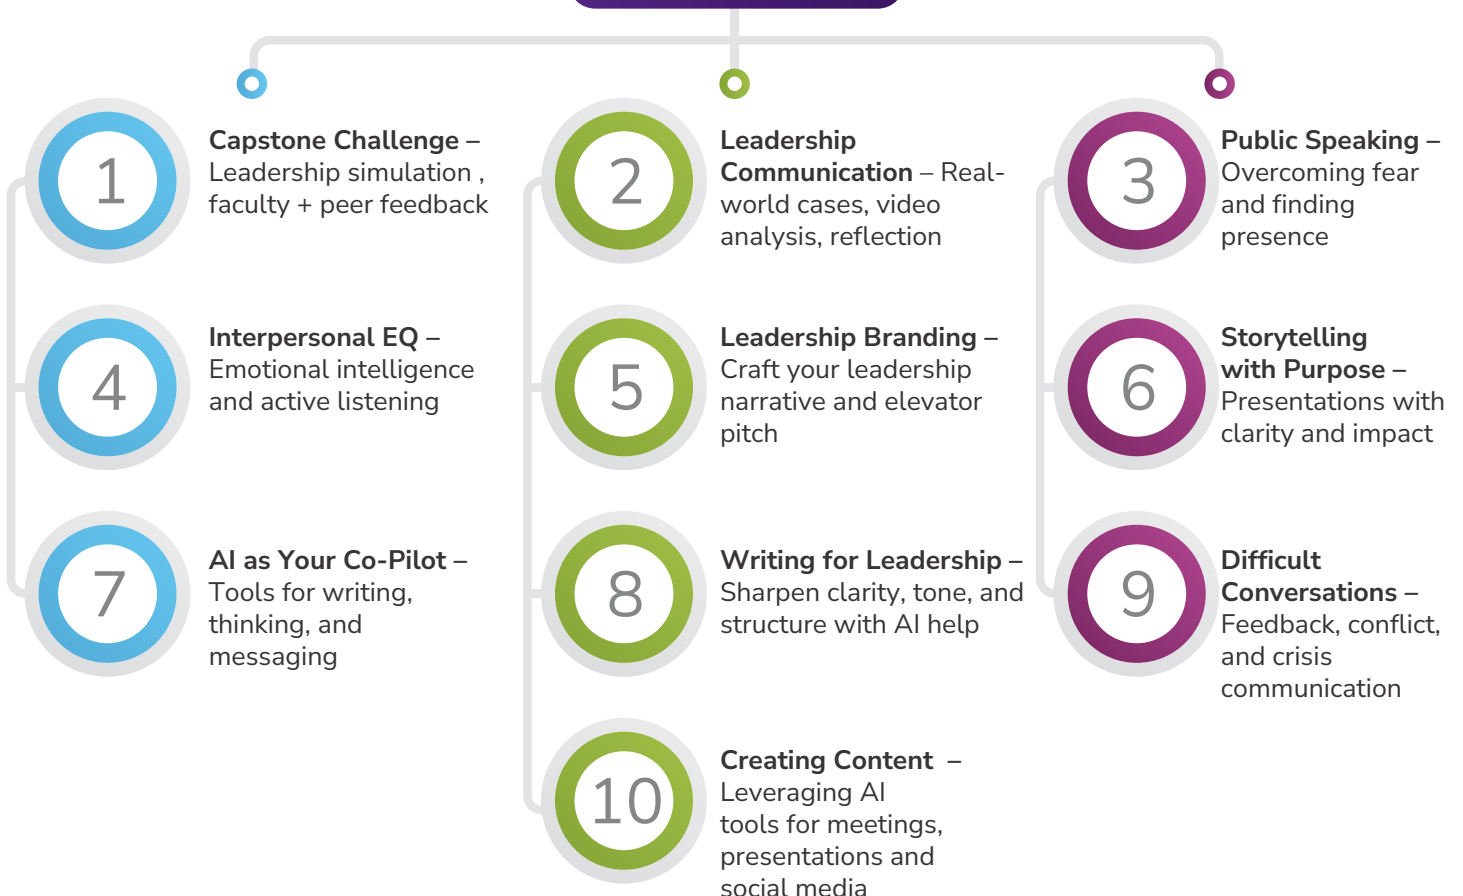 1
Capstone Challenge –
Leadership simulation ,
faculty + peer feedback
2
Leadership
Communication – Real-
world cases, video
analysis, reflection
3
Public Speaking –
Overcoming fear
and finding
presence
4
Interpersonal EQ –
Emotional intelligence
and active listening
5
Leadership Branding –
Craft your leadership
narrative and elevator
pitch
6
Storytelling
with Purpose –
Presentations with
clarity and impact
7
AI as Your Co-Pilot –
Tools for writing,
thinking, and
messaging
8
Writing for Leadership –
Sharpen clarity, tone, and
structure with AI help
9
Difficult
Conversations –
Feedback, conflict,
and crisis
communication
10
Creating Content  –
Leveraging AI
tools for meetings,
presentations and
social media